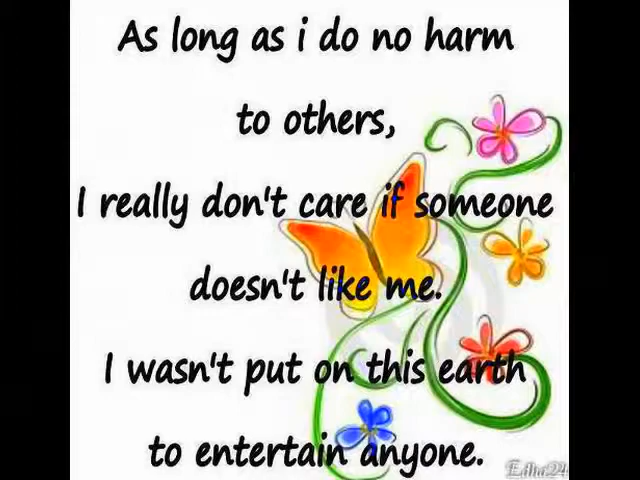 As long as i do no harm
to others,
I really don't care if someone
doesn't like me.
I wasn't put on this earth
to entertain anyone.